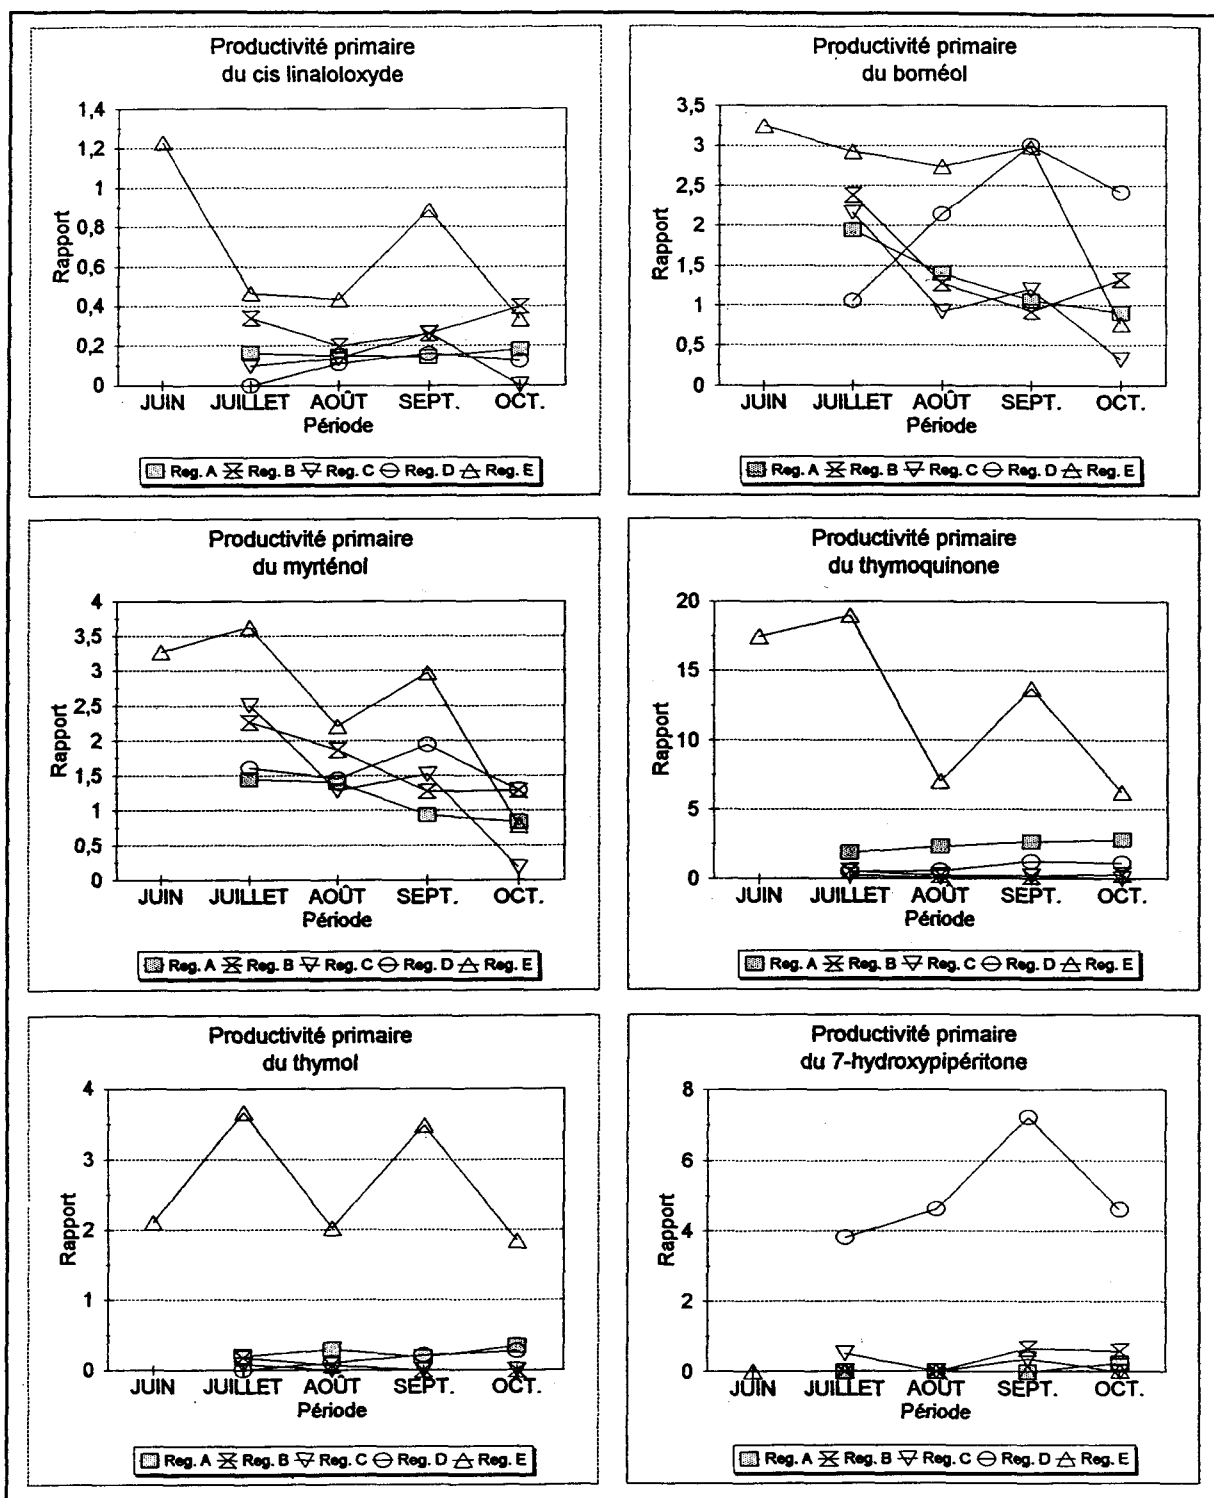 Productivité primaire
du cis linaloloxyde
Rapport
1,4
1,2
1
0,8
0,6
0,4
0,2
0
JUIN JUILLET AOÛT SEPT. OCT.
Période
Reg. A Reg. B Reg. C Reg. D Reg. E
Productivité primaire
du bornéol
Rapport
3,5
3
2,5
2
1,5
1
0,5
0
JUIN JUILLET AOÛT SEPT. OCT.
Période
Reg. A Reg. B Reg. C Reg. D Reg. E
Productivité primaire
du myrténol
Rapport
4
3,5
3
2,5
2
1,5
1
0,5
0
JUIN JUILLET AOÛT SEPT. OCT.
Période
Reg. A Reg. B Reg. C Reg. D Reg. E
Productivité primaire
du thymoquinone
Rapport
20
15
10
5
0
JUIN JUILLET AOÛT SEPT. OCT.
Période
Reg. A Reg. B Reg. C Reg. D Reg. E
Productivité primaire
du thymol
Rapport
4
3
2
1
0
JUIN JUILLET AOÛT SEPT. OCT.
Période
Reg. A Reg. B Reg. C Reg. D Reg. E
Productivité primaire
du 7-hydroxypipéritone
Rapport
8
6
4
2
0
JUIN JUILLET AOÛT SEPT. OCT.
Période
Reg. A Reg. B Reg. C Reg. D Reg. E